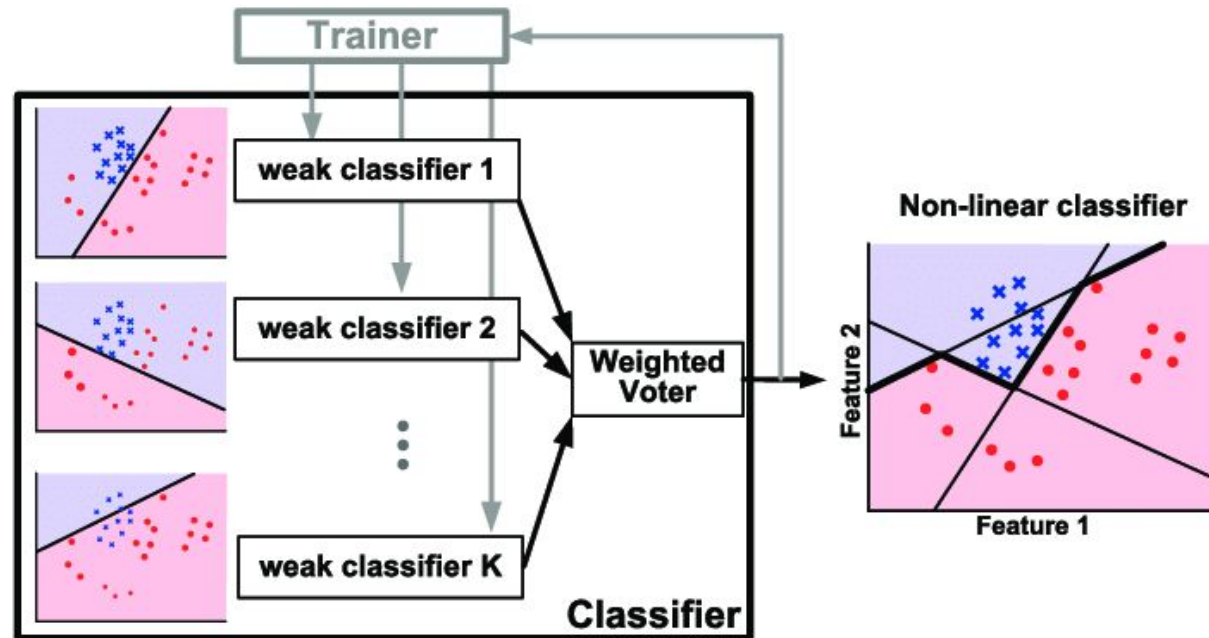 Trainer
weak classifier 1
weak classifier 2
weak classifier K
Weighted
Voter
Classifier
Non-linear classifier
Feature 2
Feature 1